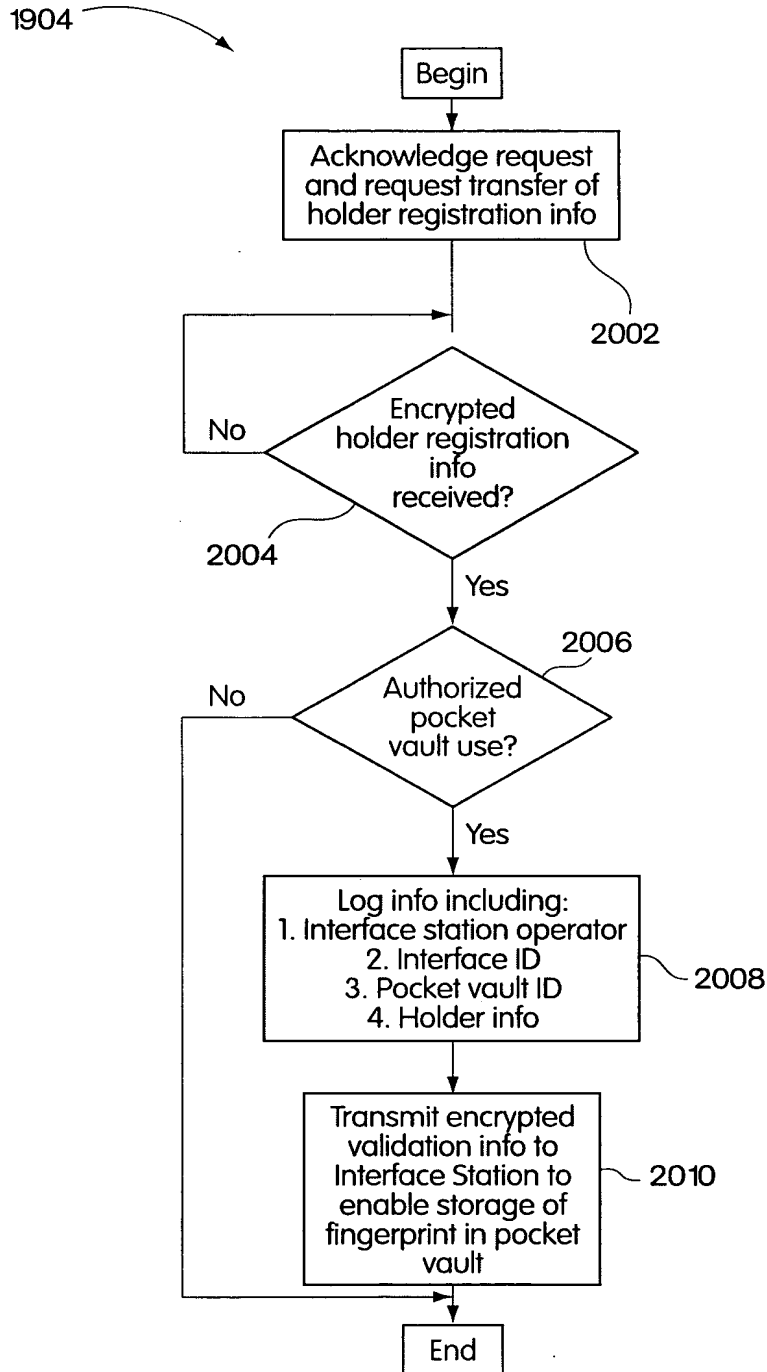 1904
Begin
Acknowledge request
and request transfer of
holder registration info
2002
Encrypted
holder registration
info
received?
No
2004
Yes
2006
No
Authorized
pocket
vault use?
Yes
Log info including:
1. Interface station operator
2. Interface ID
3. Pocket vault ID
4. Holder info
2008
Transmit encrypted
validation info to
Interface Station to
enable storage of
fingerprint in pocket
vault
2010
End